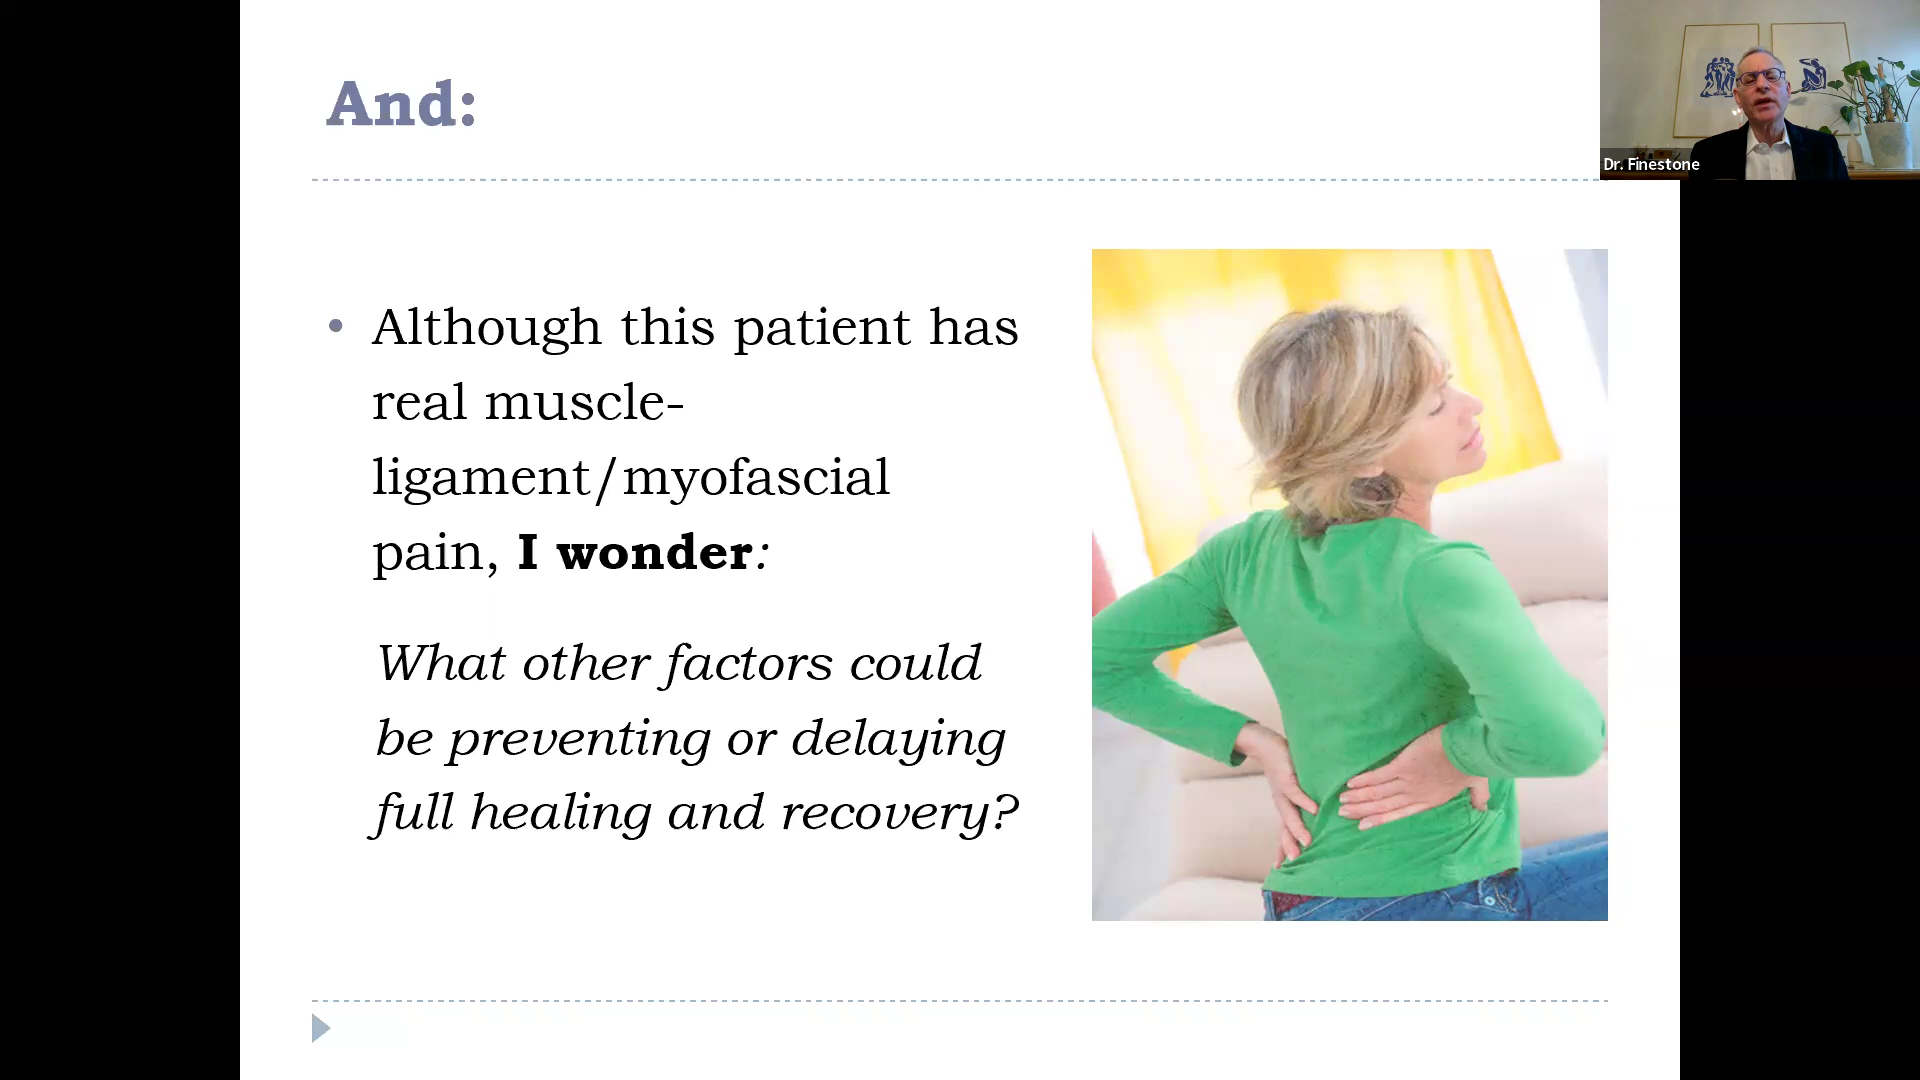 And:
Dr. Finestone
• Although this patient has
real muscle-
ligament/myofascial
pain, I wonder:
What other factors could
be preventing or delaying
full healing and recovery?